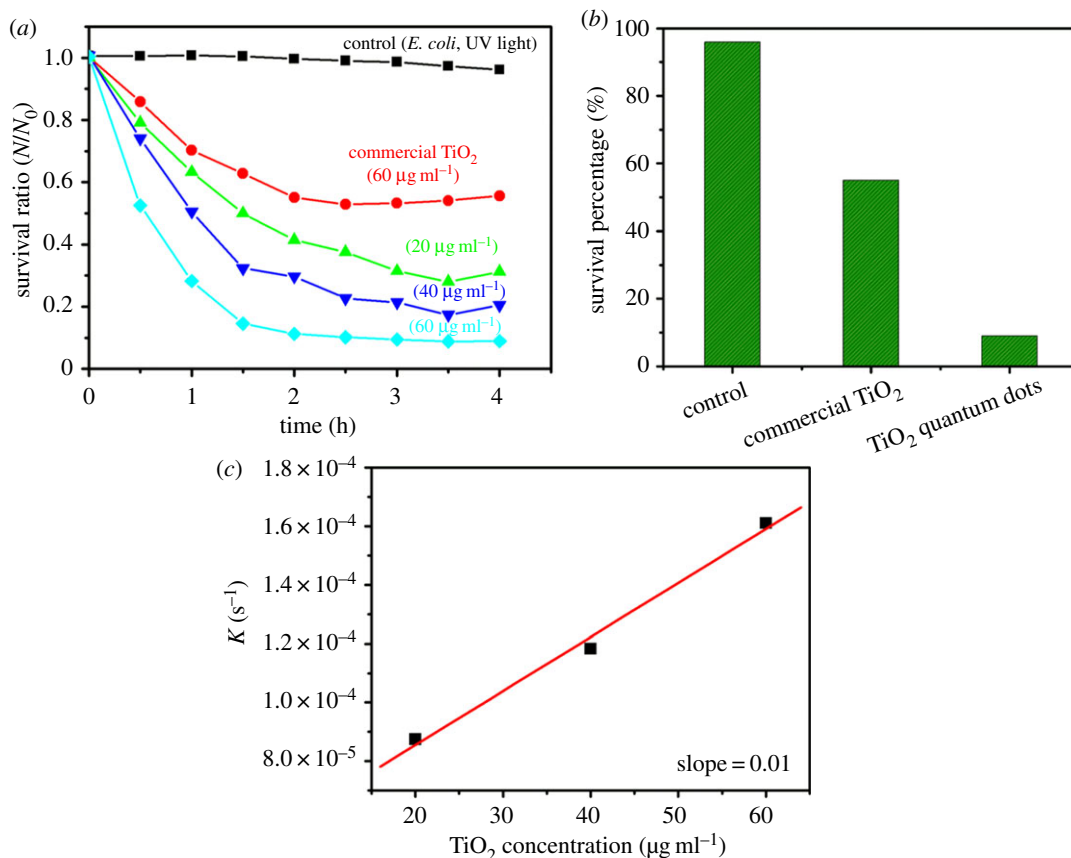 (a)
1.0
0.8
0.6
0.4
0.2
0
survival ratio (N/N₀)
control (E. coli, UV light)
commercial TiO₂
(60 µg ml⁻¹)
(20 µg ml⁻¹)
(40 µg ml⁻¹)
(60 µg ml⁻¹)
0 1 2 3 4
time (h)
(b)
100
80
60
40
20
0
survival percentage (%)
control
commercial TiO₂
TiO₂ quantum dots
(c)
1.8 × 10⁻⁴
1.6 × 10⁻⁴
1.4 × 10⁻⁴
1.2 × 10⁻⁴
1.0 × 10⁻⁴
8.0 × 10⁻⁵
K (s⁻¹)
slope = 0.01
20 30 40 50 60
TiO₂ concentration (µg ml⁻¹)